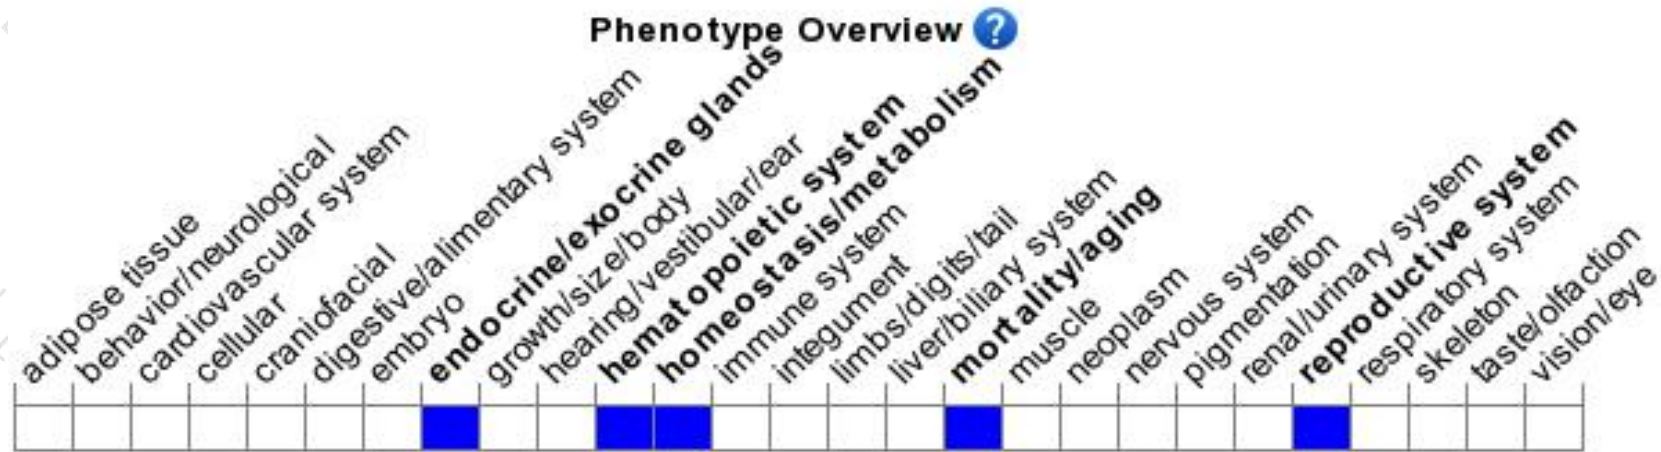 Phenotype Overview ?
adipose tissue
behavior/neurological
cardiovascular system
cellular
craniofacial
digestive/alimentary system
embryo
endocrine/exocrine glands
growth/size/body
hearing/vestibular/ear
hematopoietic system
homeostasis/metabolism
immune system
integument
limbs/digits/tail
liver/biliary system
mortality/aging
muscle
neoplasm
nervous system
pigmentation
renal/urinary system
reproductive system
respiratory system
skeleton
taste/olfaction
vision/eye